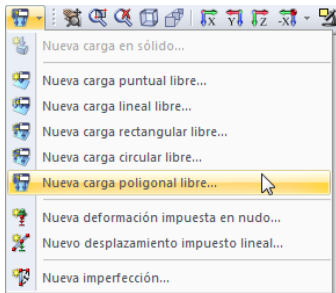 X Y Z -X
Nueva carga en sólido...
Nueva carga puntual libre...
Nueva carga lineal libre...
Nueva carga rectangular libre...
Nueva carga circular libre...
Nueva carga poligonal libre...
Nueva deformación impuesta en nudo...
Nuevo desplazamiento impuesto lineal...
Nueva imperfección...